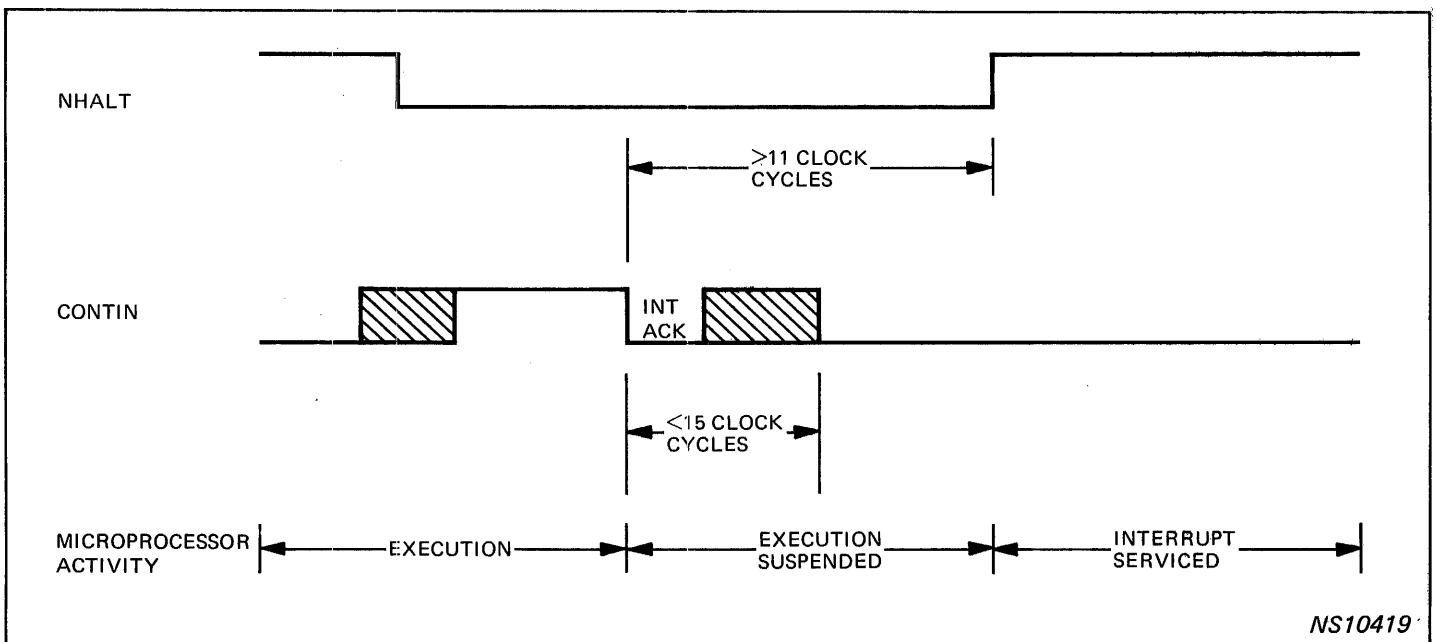 NHALT
>11 CLOCK
CYCLES
CONTIN
INT
ACK
<15 CLOCK
CYCLES
MICROPROCESSOR
ACTIVITY
EXECUTION
EXECUTION
SUSPENDED
INTERRUPT
SERVICED
NS10419